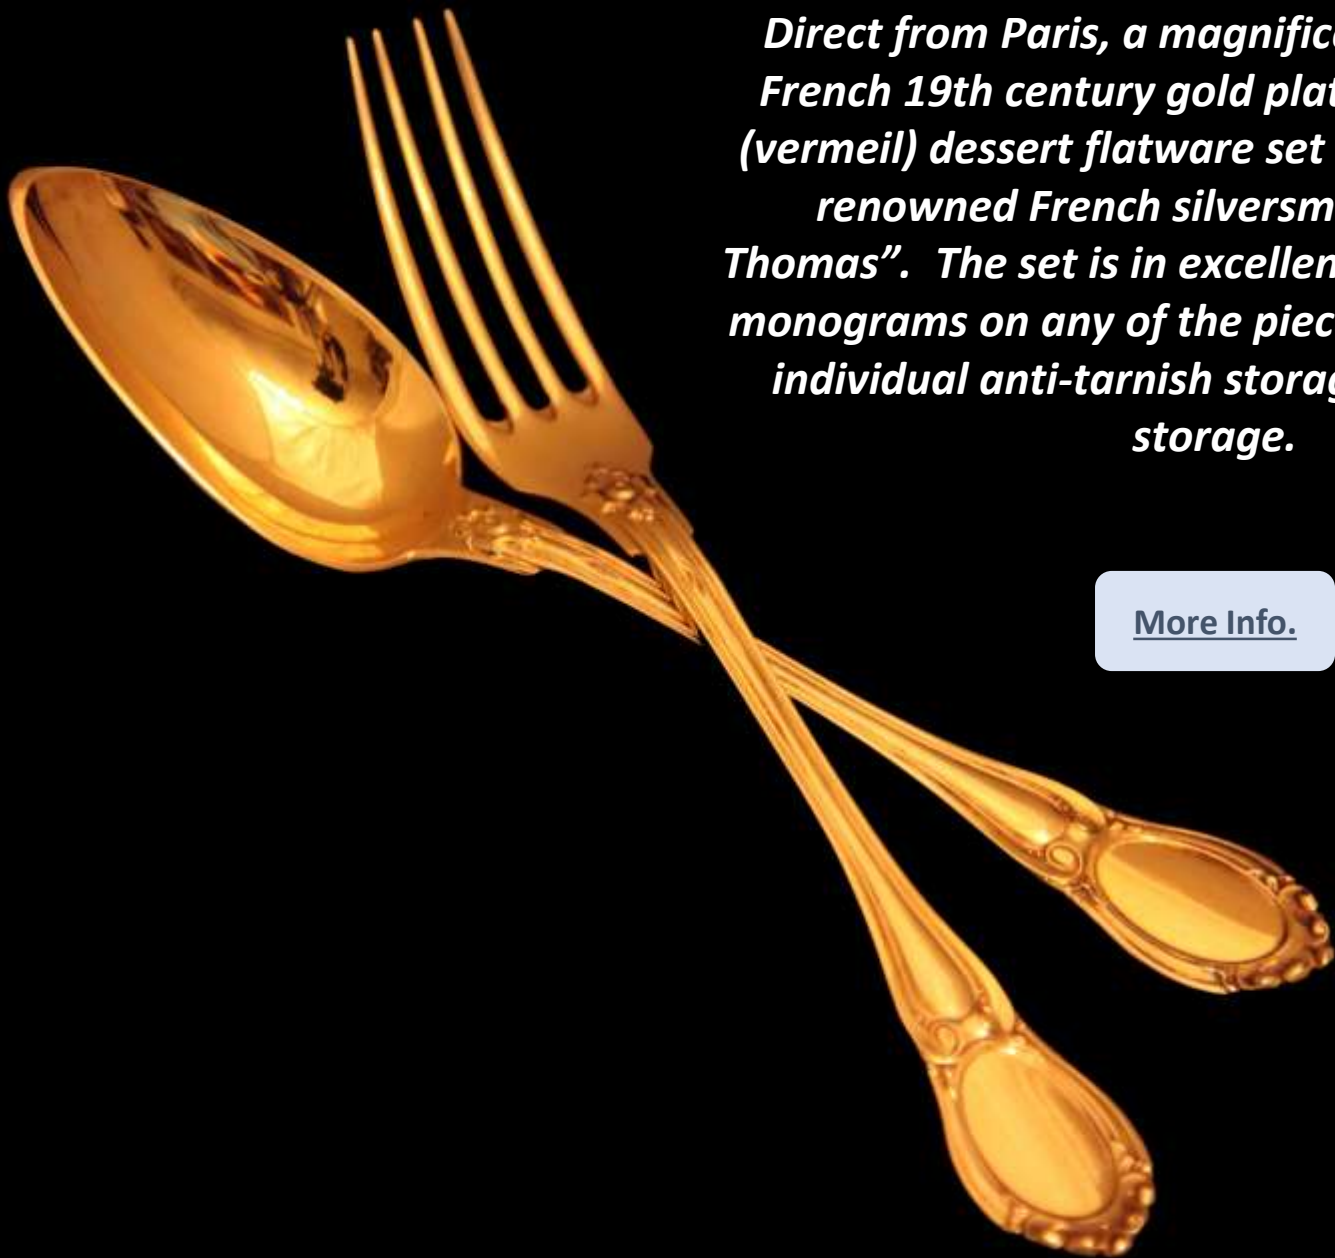 Direct from Paris, a magnific
French 19th century gold plat
(vermeil) dessert flatware set
renowned French silversm
Thomas”.  The set is in excellen
monograms on any of the piec
individual anti-tarnish storag
storage.
More Info.